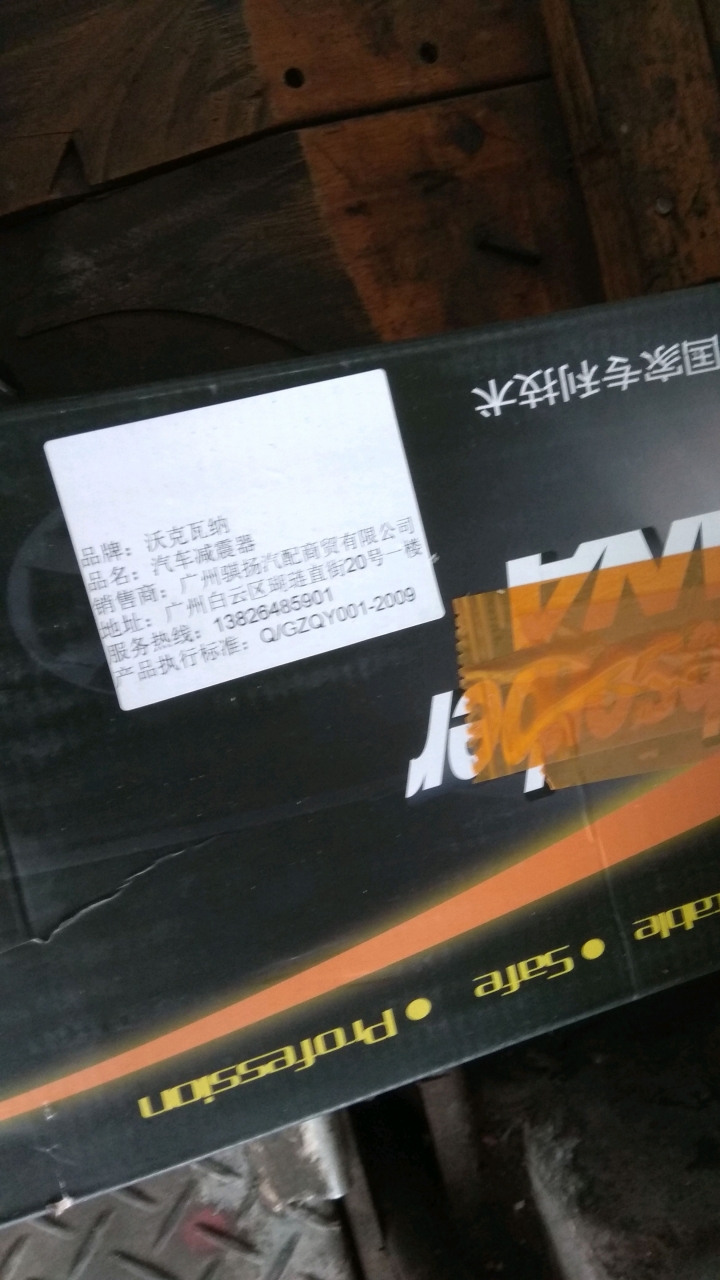 品牌：沃克瓦纳
品名：汽车减震器
销售商：广州骐扬汽配商贸有限公司
地址：广州白云区斑琏直街20号一楼
服务热线：13826485901
产品执行标准：Q/GZQY001-2009
国家专利技术
Safe ● Profession